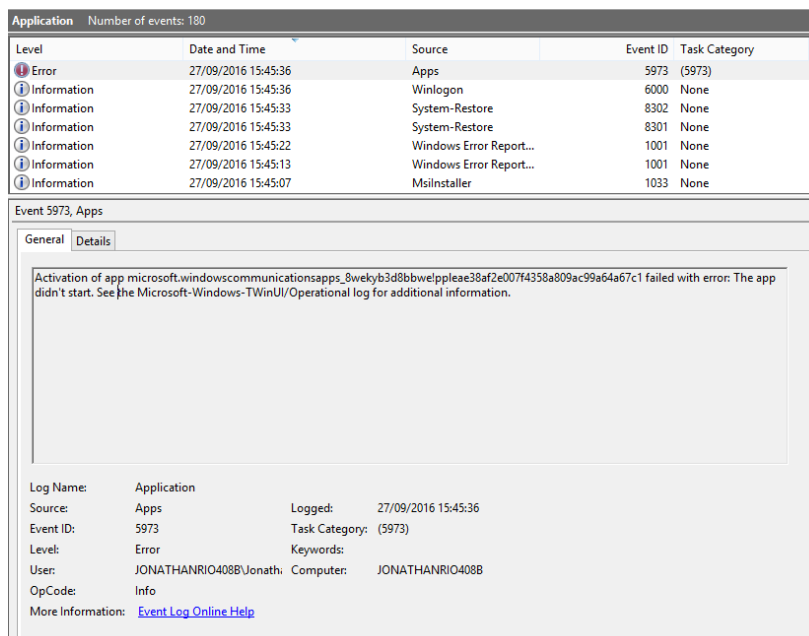 Application Number of events: 180
Level Date and Time Source Event ID Task Category
Error 27/09/2016 15:45:36 Apps 5973 (5973)
Information 27/09/2016 15:45:36 Winlogon 6000 None
Information 27/09/2016 15:45:33 System-Restore 8302 None
Information 27/09/2016 15:45:33 System-Restore 8301 None
Information 27/09/2016 15:45:22 Windows Error Report... 1001 None
Information 27/09/2016 15:45:13 Windows Error Report... 1001 None
Information 27/09/2016 15:45:07 MsiInstaller 1033 None
Event 5973, Apps
General Details
Activation of app microsoft.windowscommunicationsapps_8wekyb3d8bbwe!ppleae38af2e007f4358a809ac99a64a67c1 failed with error: The app
didn't start. See the Microsoft-Windows-TWinUI/Operational log for additional information.
Log Name: Application
Source: Apps Logged: 27/09/2016 15:45:36
Event ID: 5973 Task Category: (5973)
Level: Error Keywords:
User: JONATHANRIO408B\Jonath Computer: JONATHANRIO408B
OpCode: Info
More Information: Event Log Online Help